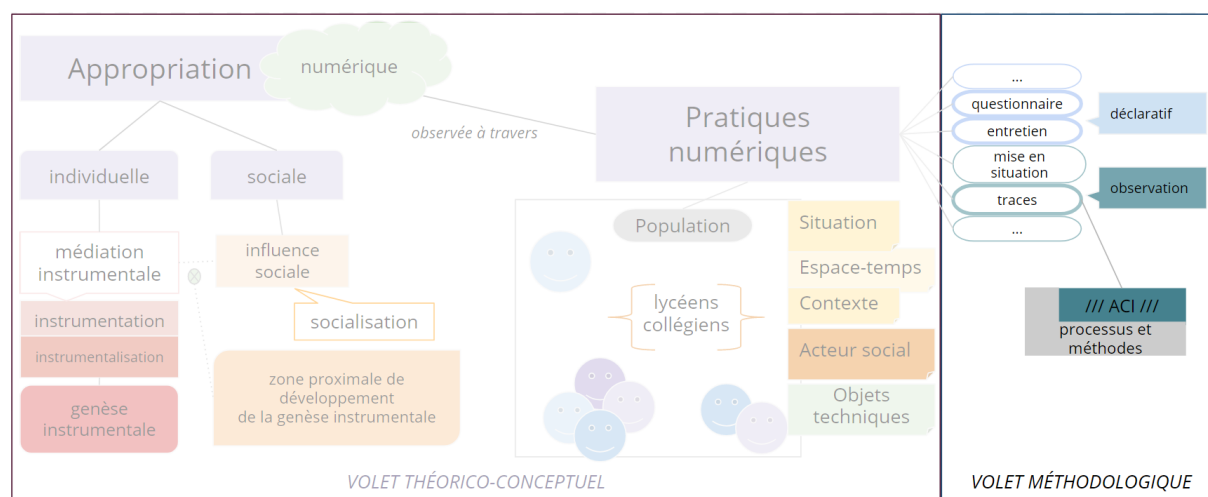 Appropriation
numérique
observée à travers
Pratiques
numériques
individuelle
sociale
médiation
instrumentale
influence
sociale
instrumentation
instrumentalisation
socialisation
genèse
instrumentale
zone proximale de
développement
de la genèse instrumentale
Population
lycéens
collégiens
Situation
Espace-temps
Contexte
Acteur social
Objets
techniques
VOLET THÉORICO-CONCEPTUEL
...
questionnaire
entretien
mise en
situation
traces
...
déclaratif
observation
/// ACI ///
processus et
méthodes
VOLET MÉTHODOLOGIQUE